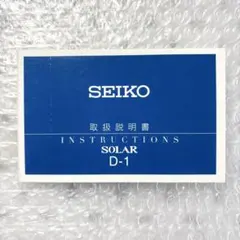 SEIKO
取扱説明書
INSTRUCTIONS
SOLAR
D-1